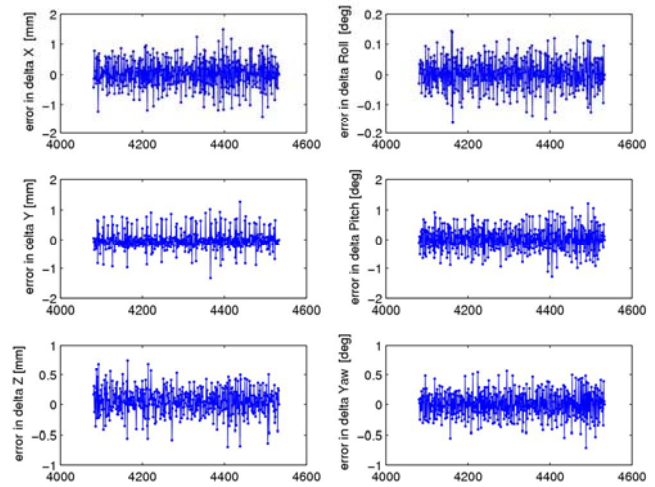 error in delta X [mm]
2
1
0
−1
−2
4000 4200 4400 4600
error in delta Roll [deg]
0.2
0.1
0
−0.1
0.2
4000 4200 4400 4600
error in celta Y [mm]
2
1
0
−1
−2
4000 4200 4400 4600
error in delta Pitch [deg]
2
1
0
−1
−2
4000 4200 4400 4600
error in delta Z [mm]
1
0.5
0
−0.5
−1
4000 4200 4400 4600
error in delta Yaw [deg]
1
0.5
0
−0.5
−1
4000 4200 4400 4600